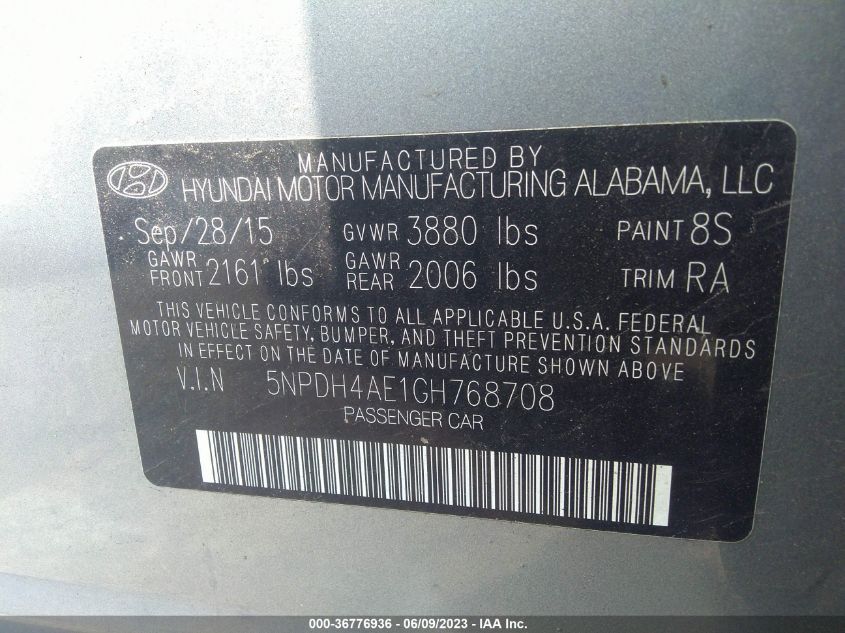 MANUFACTURED BY
HYUNDAI MOTOR MANUFACTURING ALABAMA, LLC
Sep/28/15 GVWR 3880 lbs PAINT 8S
GAWR FRONT 2161 lbs GAWR REAR 2006 lbs TRIM RA
THIS VEHICLE CONFORMS TO ALL APPLICABLE U.S.A. FEDERAL
MOTOR VEHICLE SAFETY, BUMPER, AND THEFT PREVENTION STANDARDS
IN EFFECT ON THE DATE OF MANUFACTURE SHOWN ABOVE
V.I.N 5NPDH4AE1GH768708
PASSENGER CAR
000-36776936 - 06/09/2023 - IAA Inc.